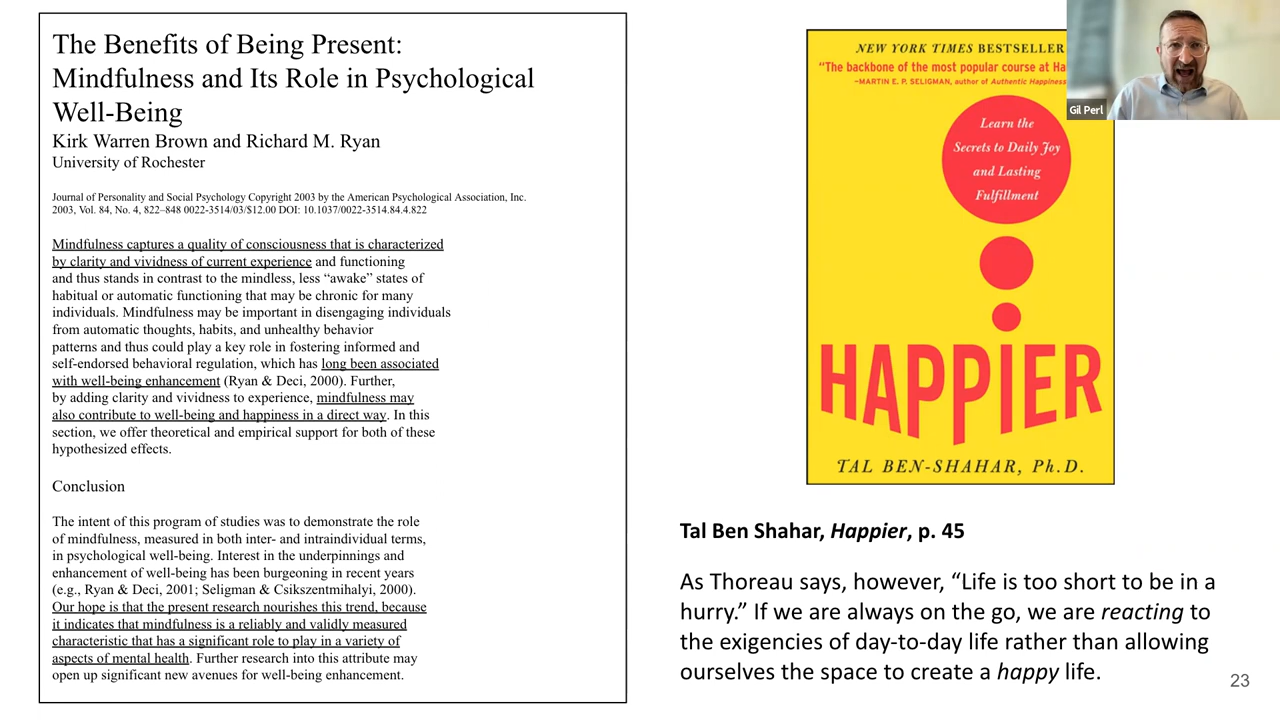 The Benefits of Being Present:
Mindfulness and Its Role in Psychological
Well-Being
Kirk Warren Brown and Richard M. Ryan
University of Rochester
Journal of Personality and Social Psychology Copyright 2003 by the American Psychological Association, Inc.
2003, Vol. 84, No. 4, 822–848 0022-3514/03/$12.00 DOI: 10.1037/0022-3514.84.4.822
Mindfulness captures a quality of consciousness that is characterized
by clarity and vividness of current experience and functioning
and thus stands in contrast to the mindless, less “awake” states of
habitual or automatic functioning that may be chronic for many
individuals. Mindfulness may be important in disengaging individuals
from automatic thoughts, habits, and unhealthy behavior
patterns and thus could play a key role in fostering informed and
self-endorsed behavioral regulation, which has long been associated
with well-being enhancement (Ryan & Deci, 2000). Further,
by adding clarity and vividness to experience, mindfulness may
also contribute to well-being and happiness in a direct way. In this
section, we offer theoretical and empirical support for both of these
hypothesized effects.
Conclusion
The intent of this program of studies was to demonstrate the role
of mindfulness, measured in both inter- and intraindividual terms,
in psychological well-being. Interest in the underpinnings and
enhancement of well-being has been burgeoning in recent years
(e.g., Ryan & Deci, 2001; Seligman & Csikszentmihalyi, 2000).
Our hope is that the present research nourishes this trend, because
it indicates that mindfulness is a reliably and validly measured
characteristic that has a significant role to play in a variety of
aspects of mental health. Further research into this attribute may
open up significant new avenues for well-being enhancement.
NEW YORK TIMES BESTSELLER
“The backbone of the most popular course at Ha
–MARTIN E. P. SELIGMAN, author of Authentic Happiness
Learn the
Secrets to Daily Joy
and Lasting
Fulfillment
HAPPIER
TAL BEN-SHAHAR, Ph.D.
Gil Perl
Tal Ben Shahar, Happier, p. 45
As Thoreau says, however, “Life is too short to be in a
hurry.” If we are always on the go, we are reacting to
the exigencies of day-to-day life rather than allowing
ourselves the space to create a happy life.
23